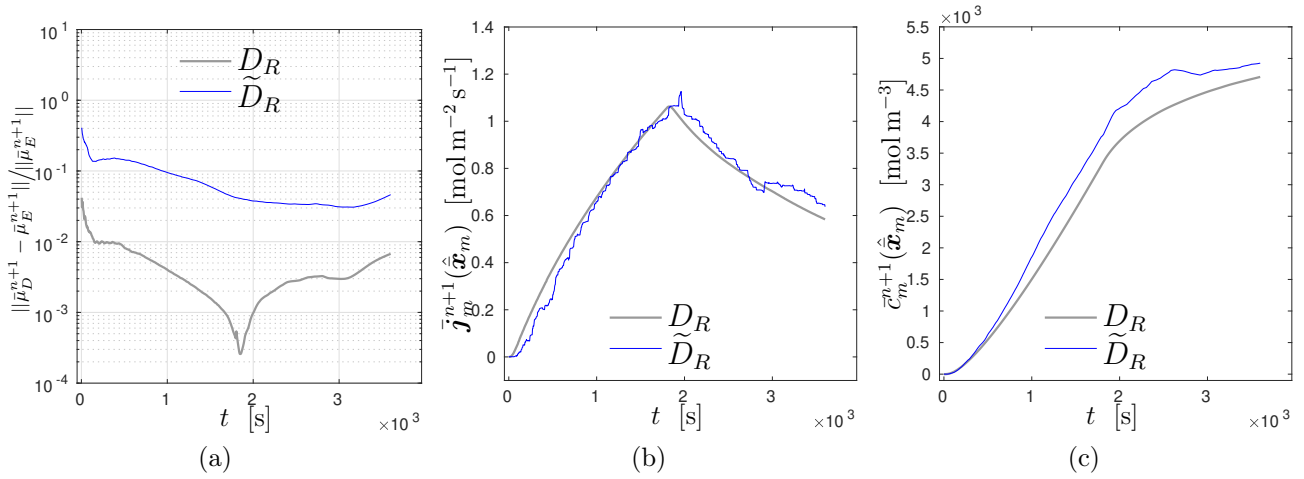 ||μ̄_D^{n+1} − μ̄_E^{n+1}||/||μ̄_E^{n+1}||
10^1
10^0
10^{-1}
10^{-2}
10^{-3}
10^{-4}
D_R
D̃_R
0 1 2 3
t [s]
×10^3
(a)
j̄_m^{n+1}(x̄̂_m) [mol m^{−2} s^{−1}]
1.4
1.2
1
0.8
0.6
0.4
0.2
0
D_R
D̃_R
0 1 2 3
t [s]
×10^3
(b)
c̄_m^{n+1}(x̄̂_m) [mol m^{−3}]
×10^3
5.5
5
4.5
4
3.5
3
2.5
2
1.5
1
0.5
0
D_R
D̃_R
0 1 2 3
t [s]
×10^3
(c)